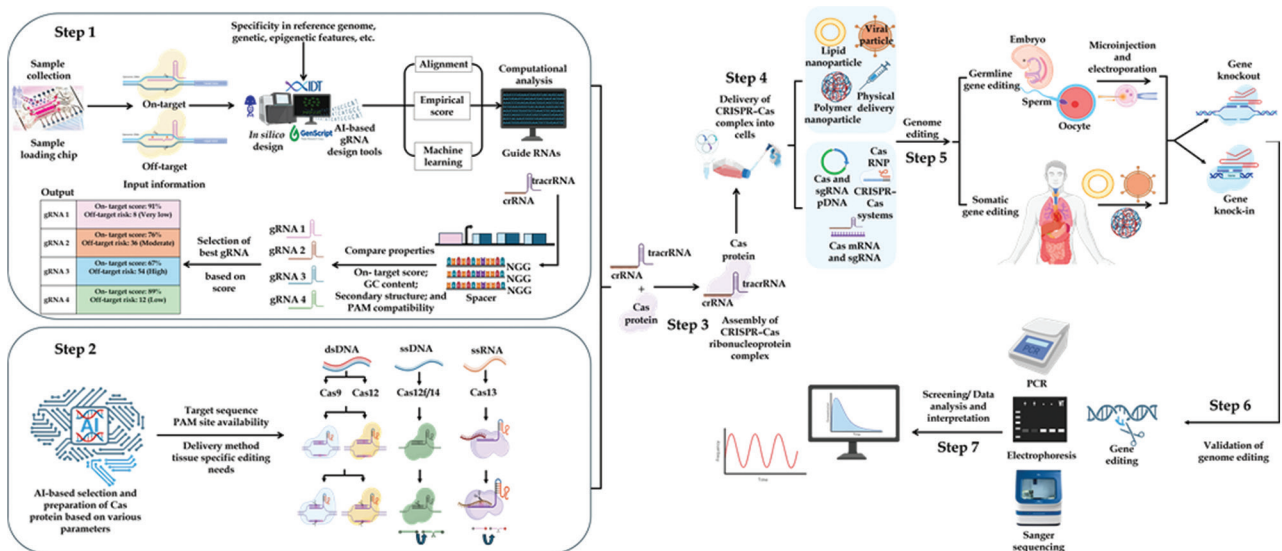 Step 1
Sample
collection
Sample
loading chip
On-target
Off-target
Input information
Specificity in reference genome,
genetic, epigenetic features, etc.
IDT
GenScript
In silico
design
AI-based
gRNA
design tools
Alignment
Empirical
score
Machine
learning
Computational
analysis
Guide RNAs
tracrRNA
crRNA
NGG
NGG
NGG
Spacer
Compare properties
On- target score;
GC content;
Secondary structure; and
PAM compatibility
gRNA 1
gRNA 2
gRNA 3
gRNA 4
Selection of
best gRNA
based on
score
Output
gRNA 1
On- target score: 91%
Off-target risk: 8 (Very low)
gRNA 2
On- target score: 76%
Off-target risk: 36 (Moderate)
gRNA 3
On- target score: 67%
Off-target risk: 54 (High)
gRNA 4
On- target score: 89%
Off-target risk: 12 (Low)
Step 2
AI
AI-based selection and
preparation of Cas
protein based on various
parameters
Target sequence
PAM site availability
Delivery method
tissue specific editing
needs
dsDNA
ssDNA
ssRNA
Cas9
Cas12
Cas12f/14
Cas13
crRNA
tracrRNA
+
Cas
protein
Step 3
Cas
protein
tracrRNA
crRNA
Assembly of
CRISPR–Cas
ribonucleoprotein
complex
Step 4
Delivery of
CRISPR–Cas
complex into
cells
Lipid
nanoparticle
Viral
particle
Polymer
nanoparticle
Physical
delivery
Cas and
sgRNA
pDNA
Cas
RNP
CRISPR–
Cas
systems
Cas mRNA
and sgRNA
Genome
editing
Step 5
Embryo
Germline
gene editing
Sperm
Oocyte
Microinjection
and
electroporation
Somatic
gene editing
Gene
knockout
Gene
knock-in
Step 6
Validation of
genome editing
PCR
PCR
Electrophoresis
Gene
editing
Sanger
sequencing
Screening/ Data
analysis and
interpretation
Step 7
Time
Frequency
Time